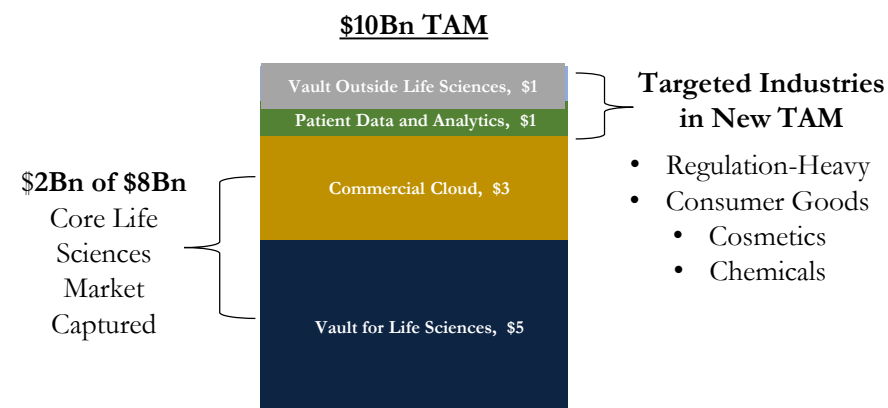 $10Bn TAM
Vault Outside Life Sciences, $1
Patient Data and Analytics, $1
Commercial Cloud, $3
Vault for Life Sciences, $5
$2Bn of $8Bn
Core Life
Sciences
Market
Captured
Targeted Industries
in New TAM
• Regulation-Heavy
• Consumer Goods
• Cosmetics
• Chemicals